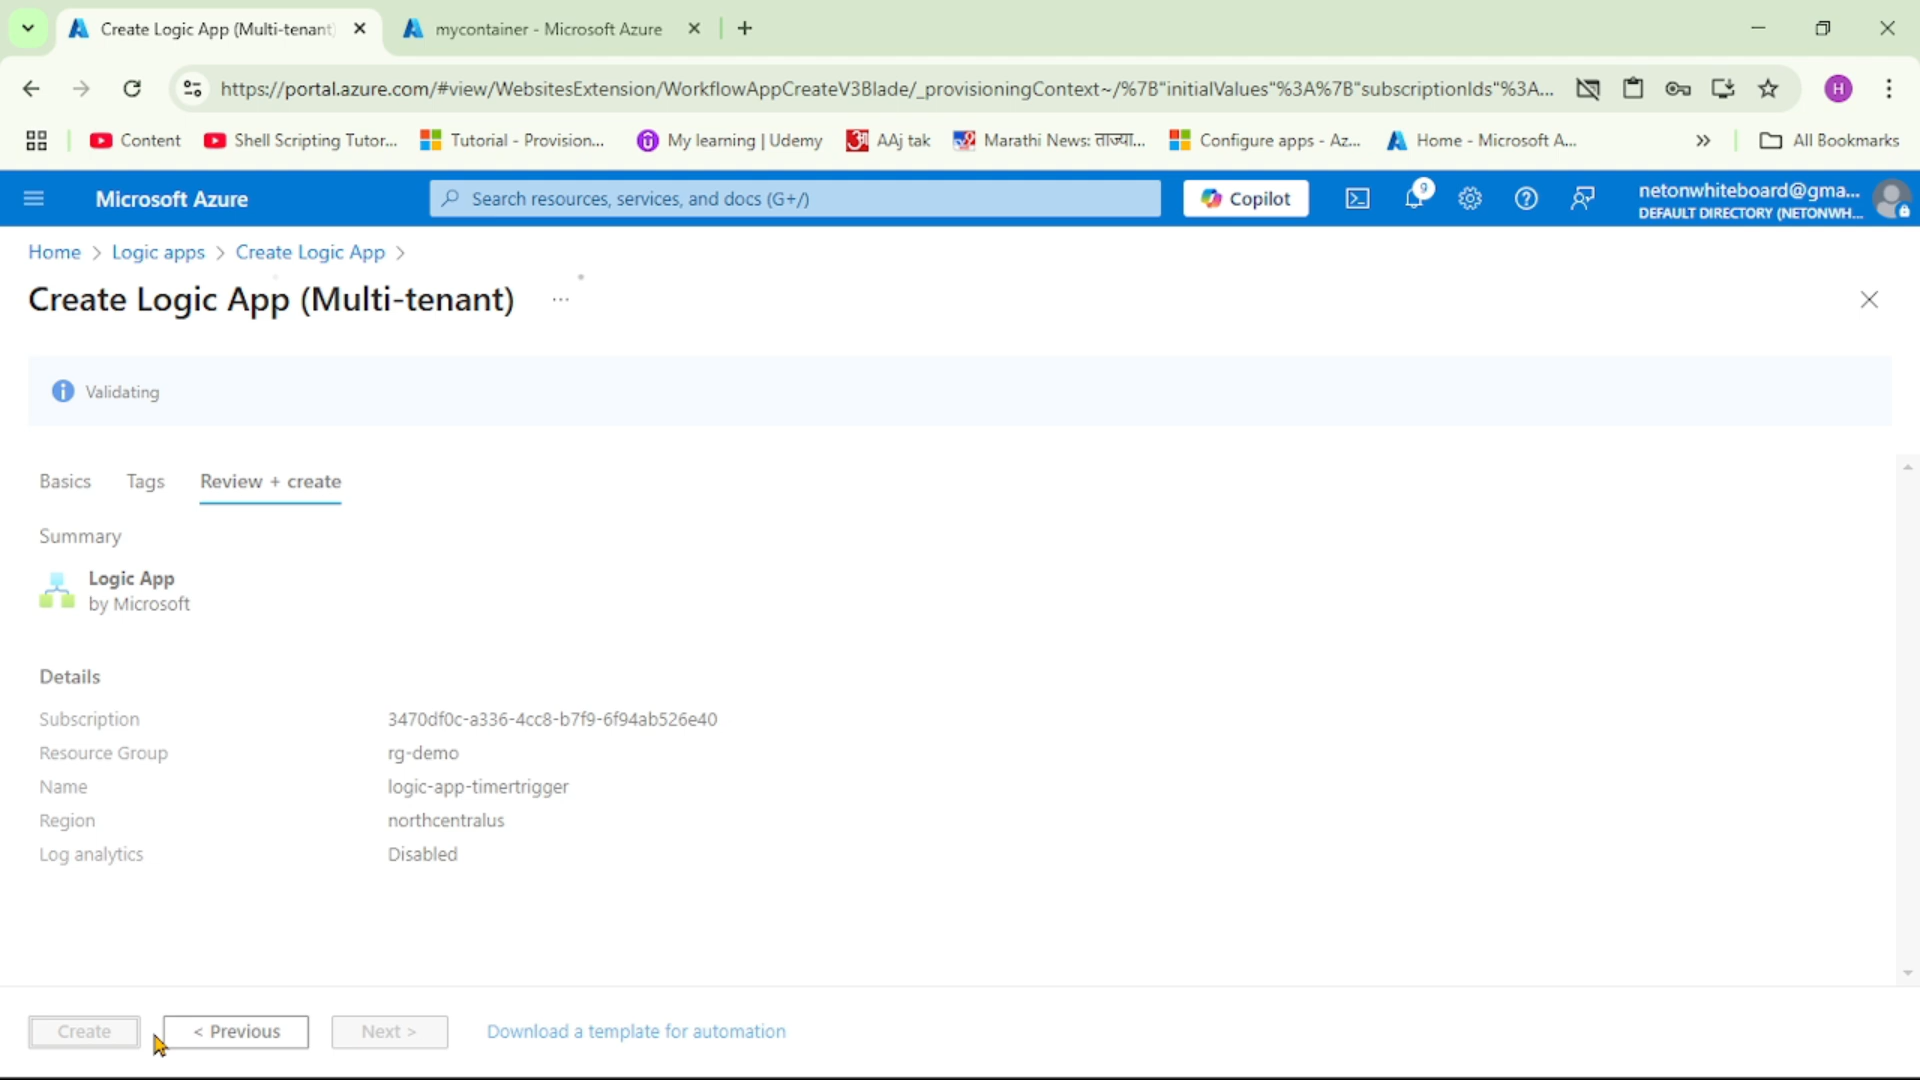 Create Logic App (Multi-tenant)
mycontainer - Microsoft Azure
https://portal.azure.com/#view/WebsitesExtension/WorkflowAppCreateV3Blade/_provisioningContext~/%7B"initialValues"%3A%7B"subscriptionIds"%3A...
H
Content
Shell Scripting Tutor...
Tutorial - Provision...
My learning | Udemy
AAj tak
Marathi News: ताज्या...
Configure apps - Az...
Home - Microsoft A...
All Bookmarks
Microsoft Azure
Search resources, services, and docs (G+/)
Copilot
9
netonwhiteboard@gma...
DEFAULT DIRECTORY (NETONWH...
Home > Logic apps > Create Logic App >
Create Logic App (Multi-tenant) ...
Validating
Basics Tags Review + create
Summary
Logic App
by Microsoft
Details
Subscription 3470df0c-a336-4cc8-b7f9-6f94ab526e40
Resource Group rg-demo
Name logic-app-timertrigger
Region northcentralus
Log analytics Disabled
Create < Previous Next > Download a template for automation